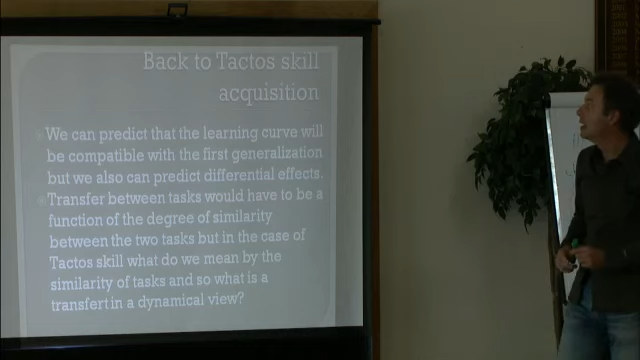 Back to Tactos skill
acquisition
We can predict that the learning curve will
be compatible with the first generalization
but we also can predict differential effects.
Transfer between tasks would have to be a
function of the degree of similarity
between the two tasks but in the case of
Tactos skill what do we mean by the
similarity of tasks and so what is a
transfert in a dynamical view?